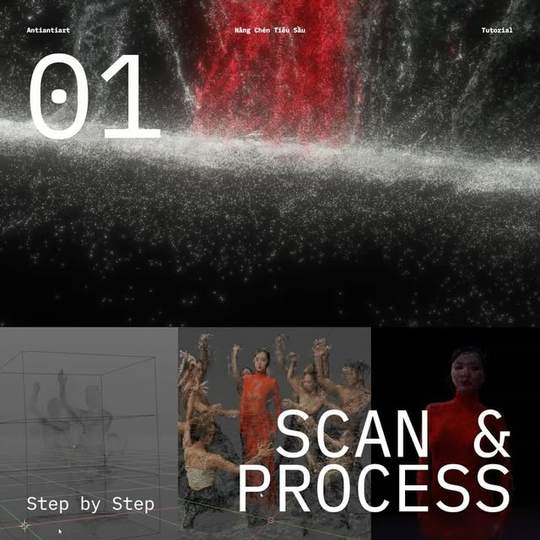 Antiantiart
Nâng Chén Tiêu Sầu
Tutorial
01
SCAN &
PROCESS
Step by Step